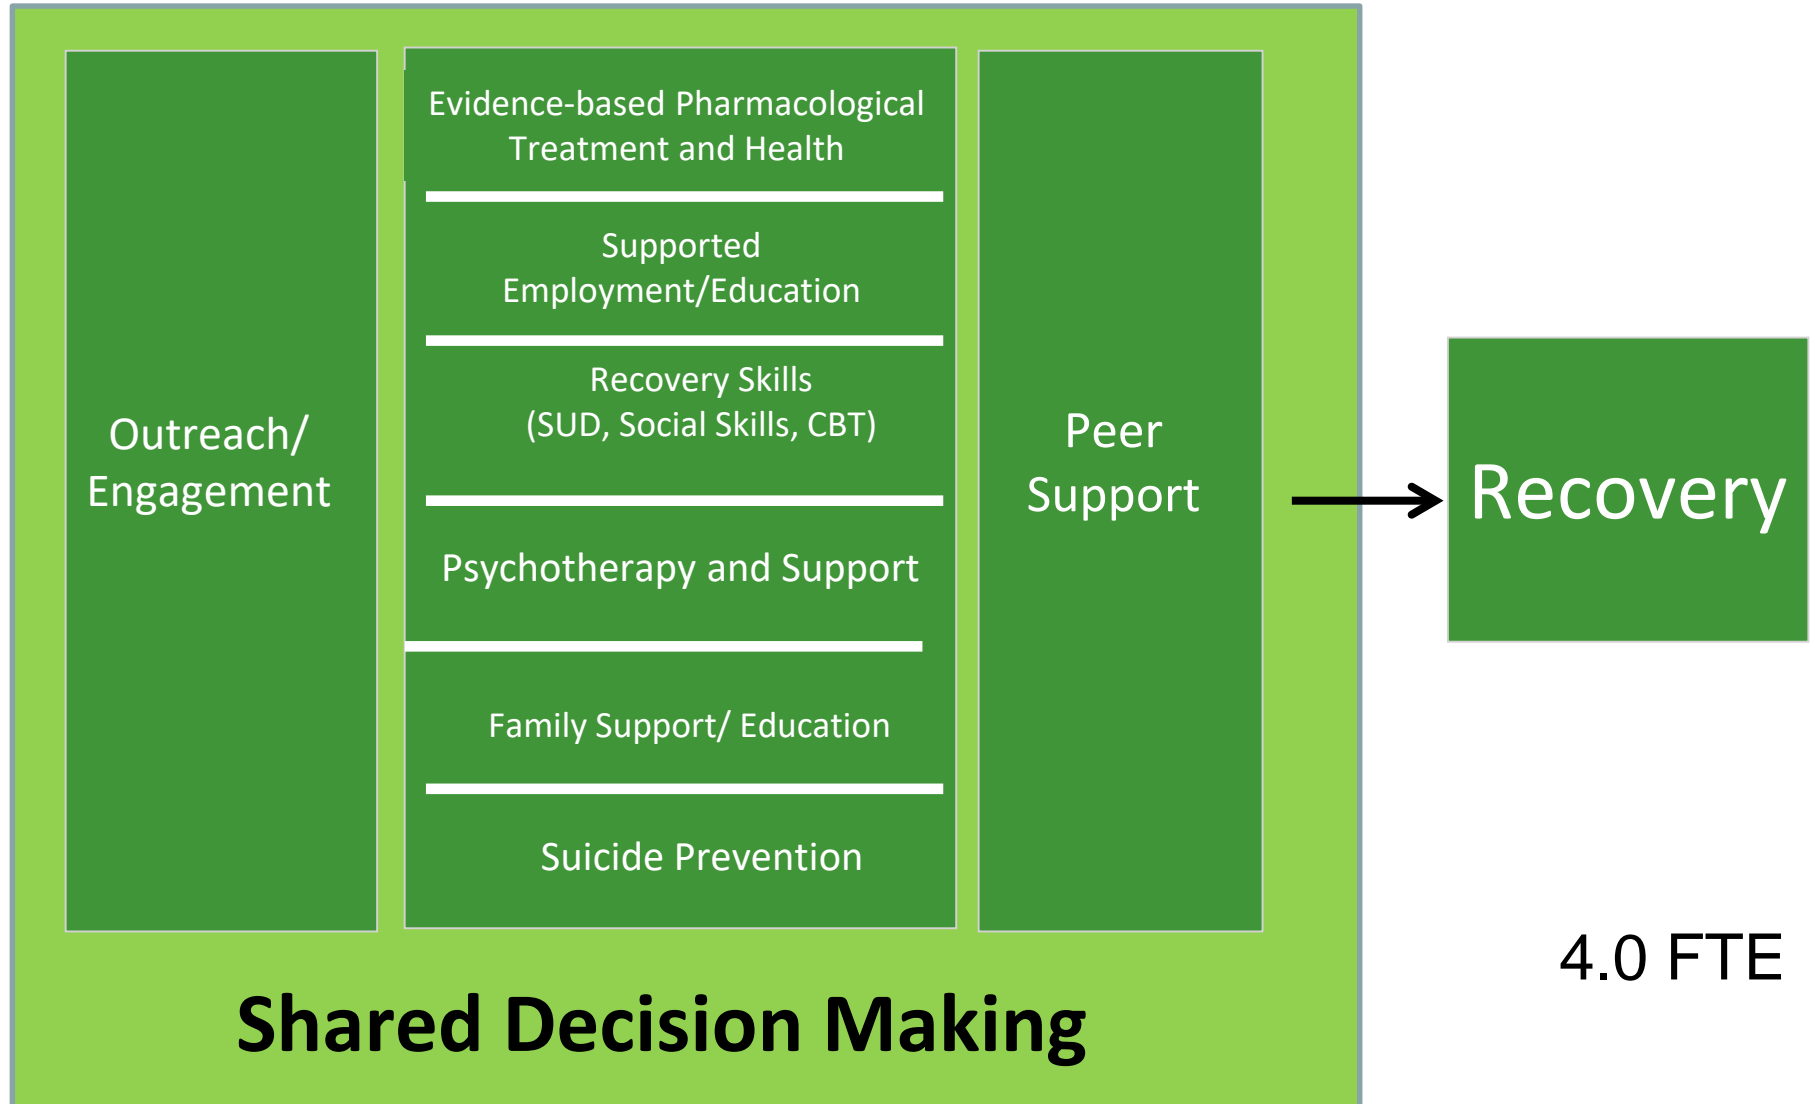 Outreach/
Engagement
Evidence-based Pharmacological
Treatment and Health
Supported
Employment/Education
Recovery Skills
(SUD, Social Skills, CBT)
Psychotherapy and Support
Family Support/ Education
Suicide Prevention
Peer
Support
Recovery
4.0 FTE
Shared Decision Making